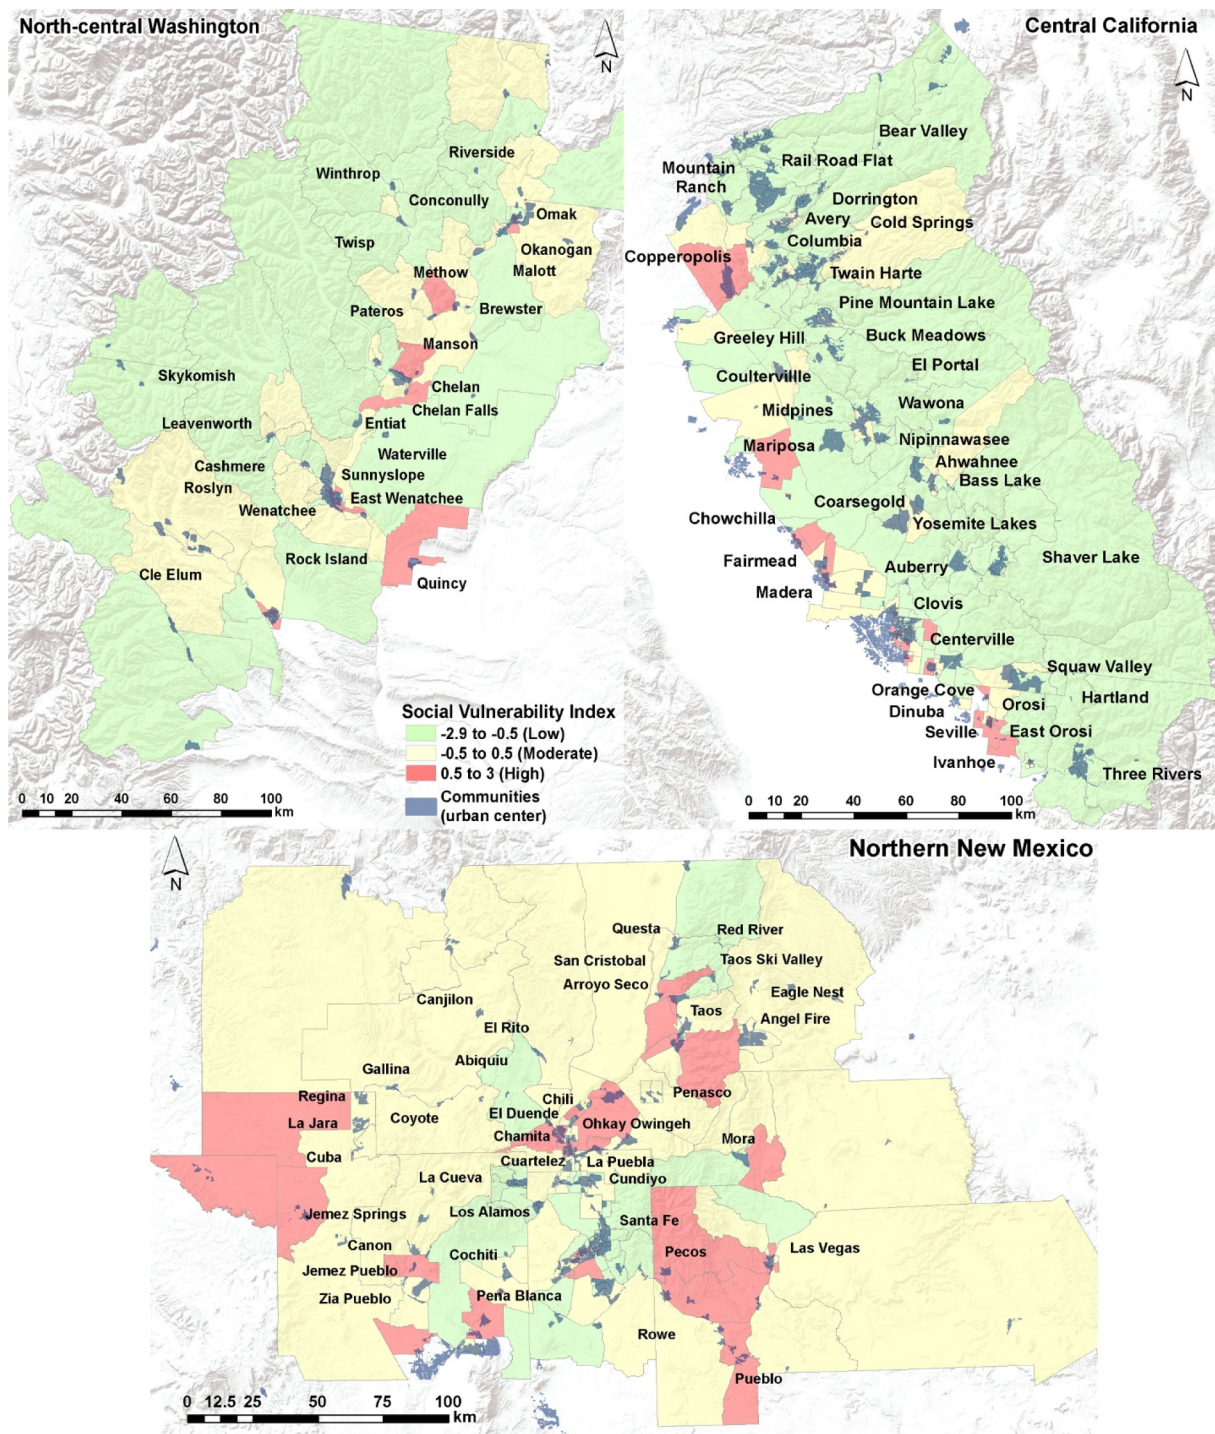 North-central Washington
N
Riverside
Winthrop
Conconully
Omak
Twisp
Okanogan
Methow
Malott
Pateros
Brewster
Manson
Skykomish
Chelan
Chelan Falls
Leavenworth
Entiat
Waterville
Cashmere
Sunnyslope
Roslyn
East Wenatchee
Wenatchee
Rock Island
Cle Elum
Quincy
Social Vulnerability Index
-2.9 to -0.5 (Low)
-0.5 to 0.5 (Moderate)
0.5 to 3 (High)
Communities
(urban center)
0 10 20 40 60 80 100
km
Central California
N
Bear Valley
Rail Road Flat
Mountain
Ranch
Dorrington
Avery
Cold Springs
Columbia
Copperopolis
Twain Harte
Pine Mountain Lake
Greeley Hill
Buck Meadows
El Portal
Coulterville
Wawona
Midpines
Nipinnawasee
Mariposa
Ahwahnee
Bass Lake
Coarsegold
Chowchilla
Yosemite Lakes
Shaver Lake
Fairmead
Auberry
Madera
Clovis
Centerville
Squaw Valley
Orange Cove
Hartland
Orosi
Dinuba
Seville
East Orosi
Ivanhoe
Three Rivers
0 10 20 40 60 80 100
km
Northern New Mexico
N
Questa
Red River
San Cristobal
Taos Ski Valley
Arroyo Seco
Eagle Nest
Canjilon
Taos
Angel Fire
El Rito
Abiquiu
Gallina
Regina
Penasco
Chili
Coyote
El Duende
La Jara
Ohkay Owingeh
Chamita
Mora
Cuba
Cuartelez
La Puebla
La Cueva
Cundiyo
Jemez Springs
Los Alamos
Santa Fe
Canon
Cochiti
Pecos
Las Vegas
Jemez Pueblo
Zia Pueblo
Pena Blanca
Rowe
Pueblo
0 12.5 25 50 75 100
km